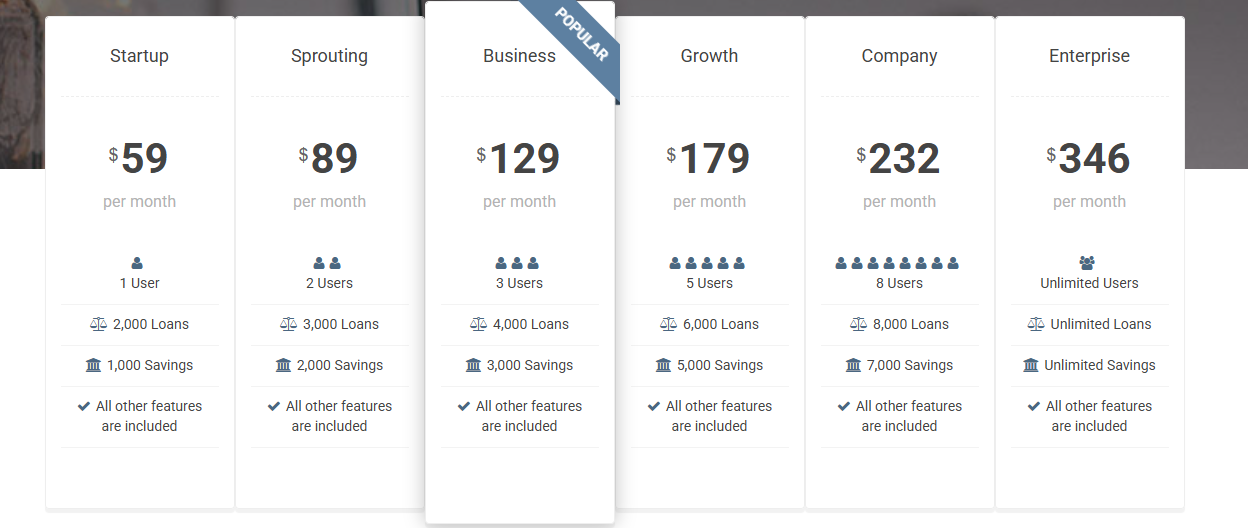 Startup
$59
per month
1 User
2,000 Loans
1,000 Savings
All other features
are included
Sprouting
$89
per month
2 Users
3,000 Loans
2,000 Savings
All other features
are included
POPULAR
Business
$129
per month
3 Users
4,000 Loans
3,000 Savings
All other features
are included
Growth
$179
per month
5 Users
6,000 Loans
5,000 Savings
All other features
are included
Company
$232
per month
8 Users
8,000 Loans
7,000 Savings
All other features
are included
Enterprise
$346
per month
Unlimited Users
Unlimited Loans
Unlimited Savings
All other features
are included